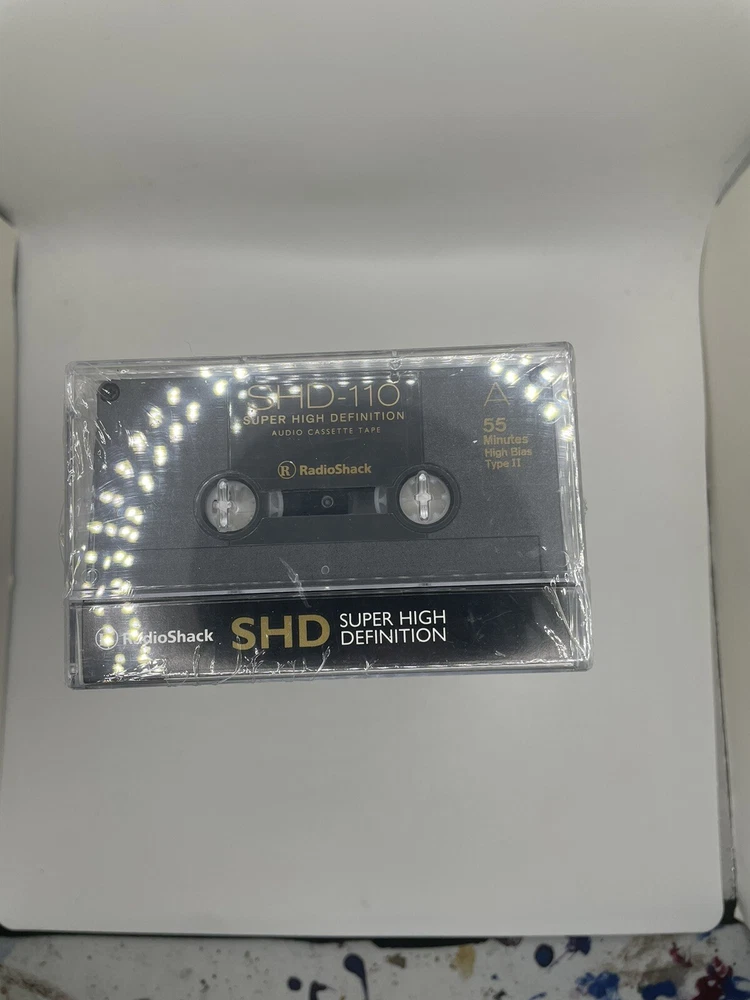 SHD-110
SUPER HIGH DEFINITION
AUDIO CASSETTE TAPE
R RadioShack
A
55
Minutes
High Bias
Type II
R RadioShack SHD SUPER HIGH
DEFINITION